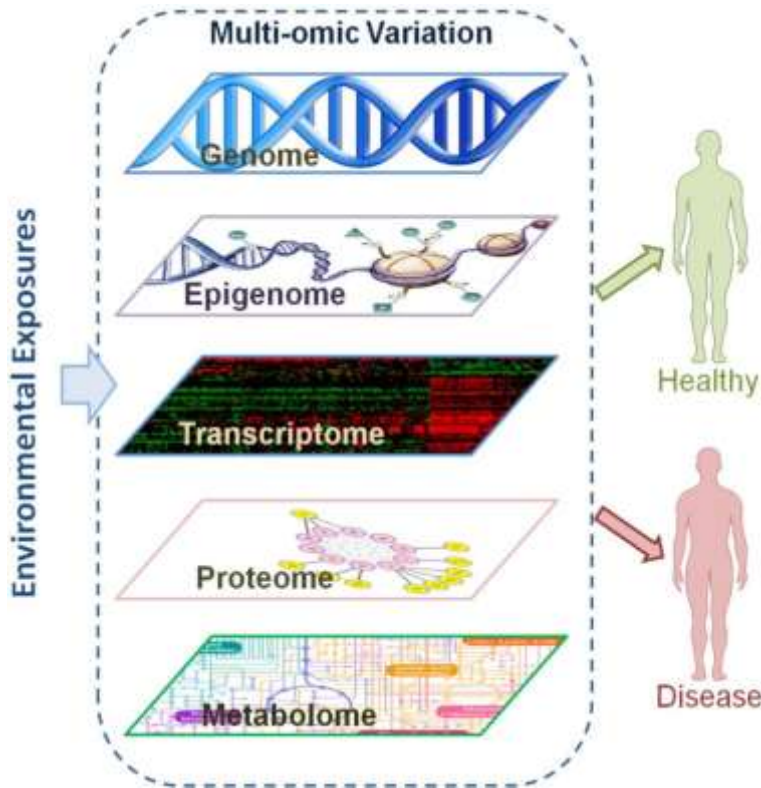 Multi-omic Variation
Environmental Exposures
Genome
Epigenome
Transcriptome
Proteome
Metabolome
Healthy
Disease